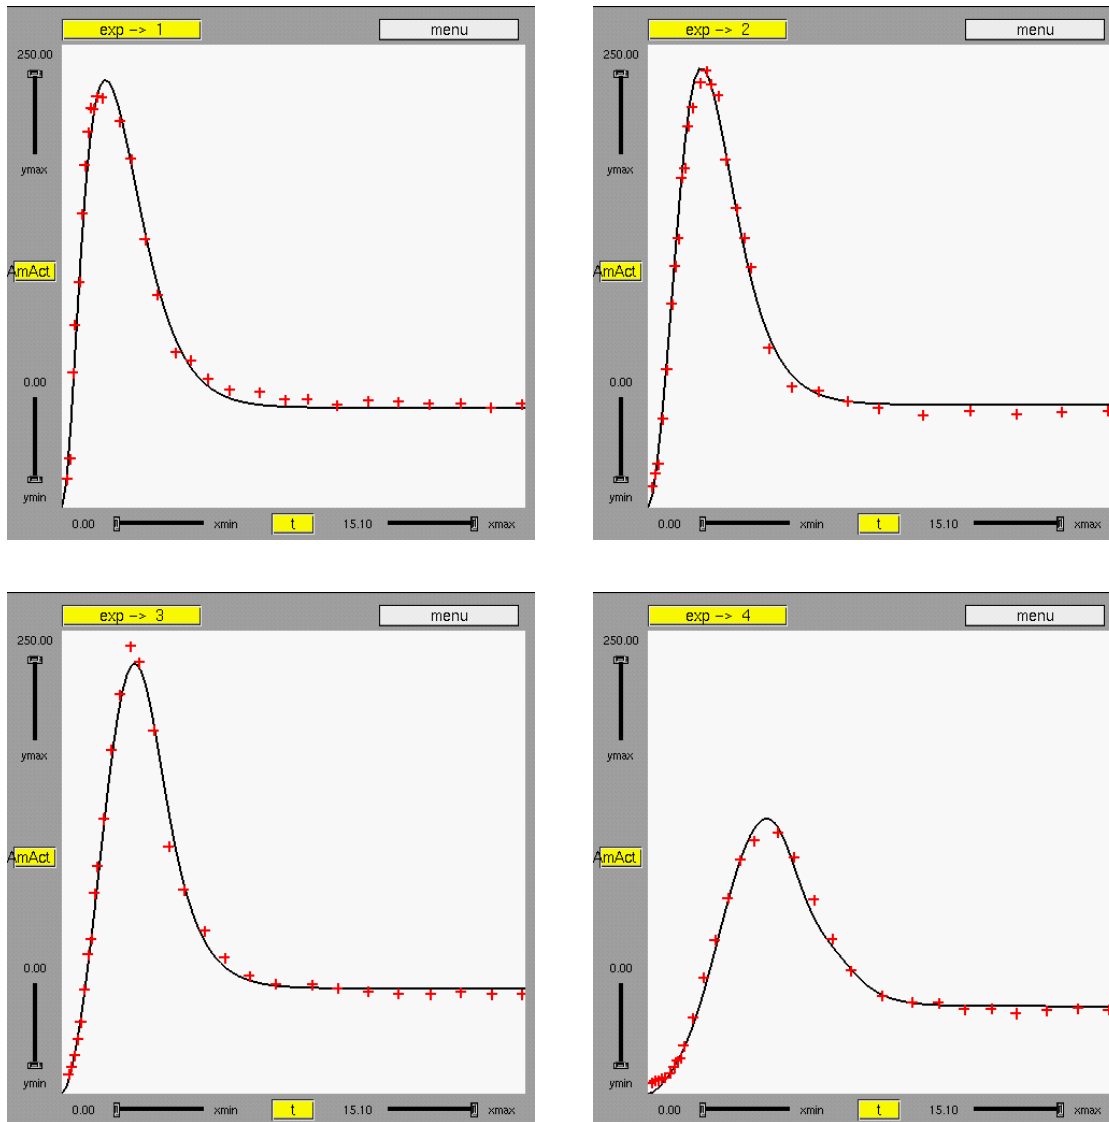 exp -> 1 menu
250.00
ymax
AmAct
0.00
ymin
0.00 xmin t 15.10 xmax
exp -> 2 menu
250.00
ymax
AmAct
0.00
ymin
0.00 xmin t 15.10 xmax
exp -> 3 menu
250.00
ymax
AmAct
0.00
ymin
0.00 xmin t 15.10 xmax
exp -> 4 menu
250.00
ymax
AmAct
0.00
ymin
0.00 xmin t 15.10 xmax